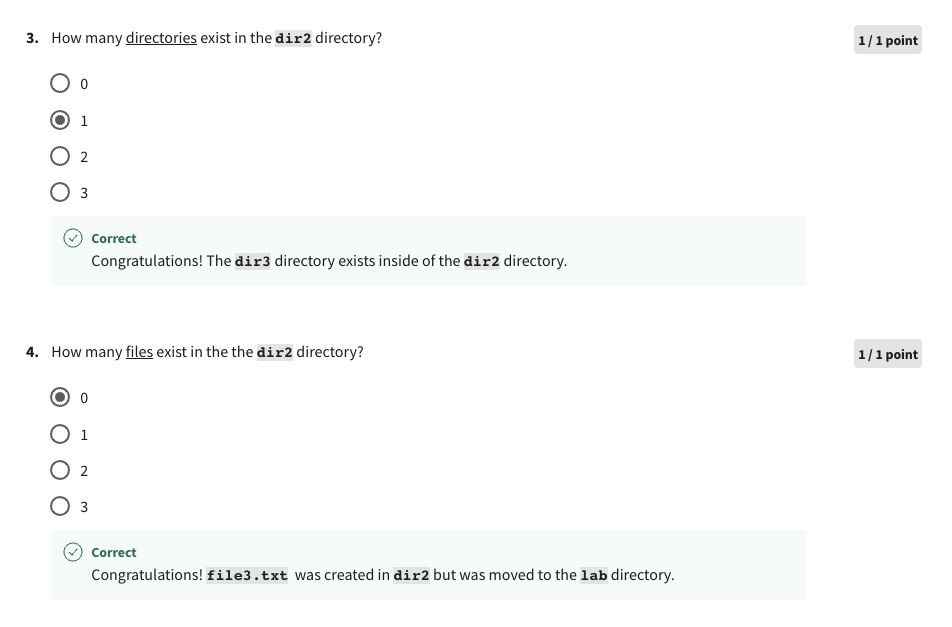 3. How many directories exist in the dir2 directory?
1 / 1 point
0
1
2
3
Correct
Congratulations! The dir3 directory exists inside of the dir2 directory.
4. How many files exist in the the dir2 directory?
1 / 1 point
0
1
2
3
Correct
Congratulations! file3.txt was created in dir2 but was moved to the lab directory.